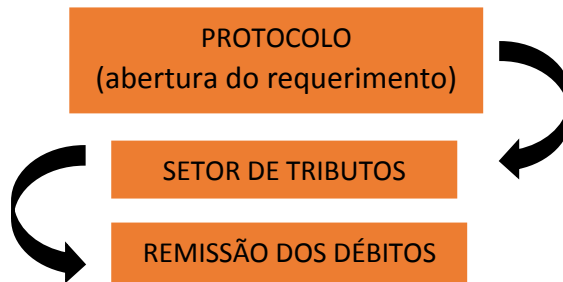 PROTOCOLO
(abertura do requerimento)
SETOR DE TRIBUTOS
REMISSÃO DOS DÉBITOS